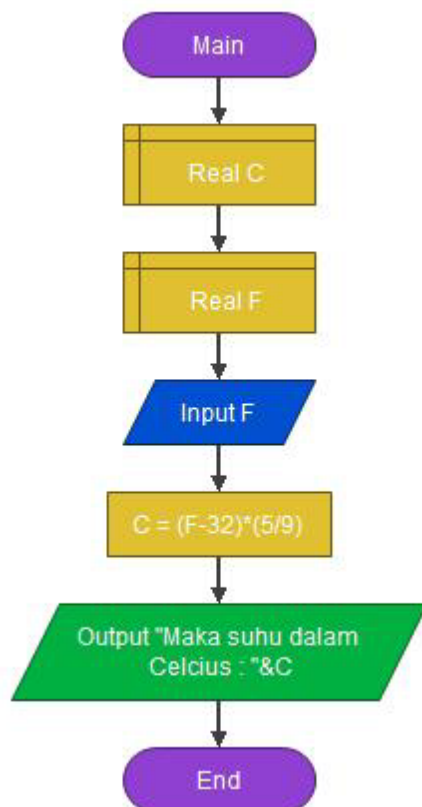 Main
Real C
Real F
Input F
C = (F-32)*(5/9)
Output "Maka suhu dalam
Celcius : "&C
End